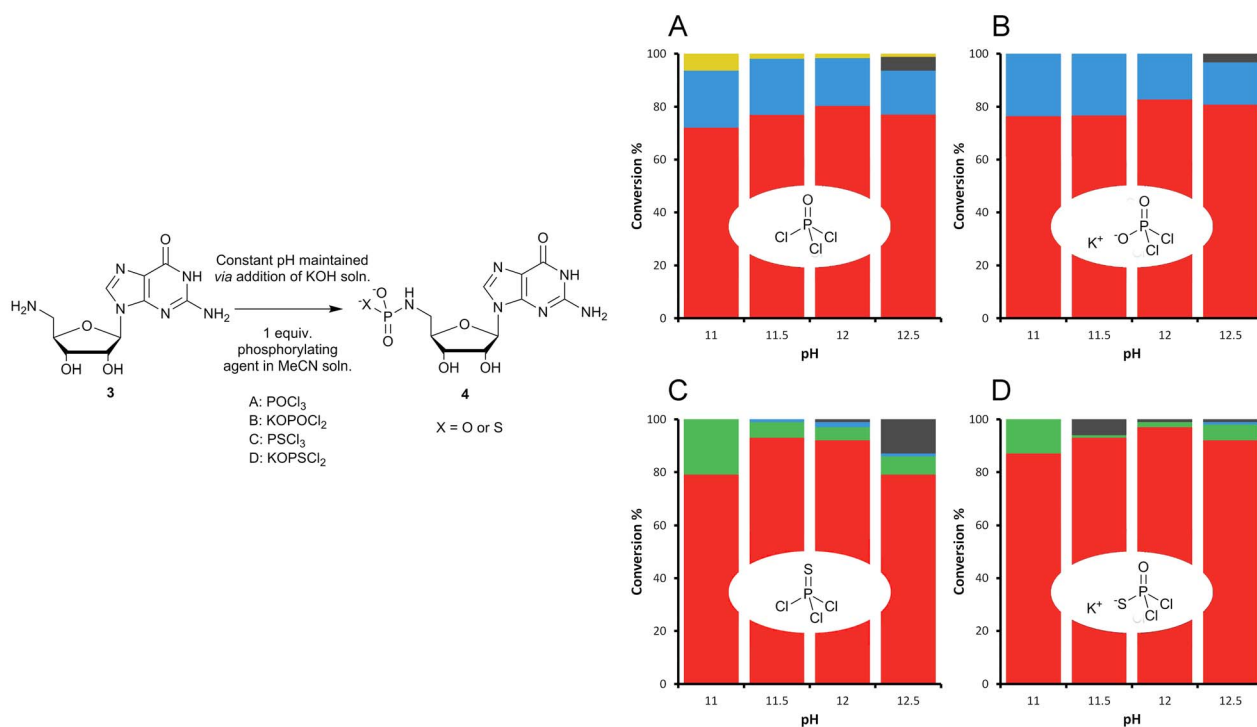 O
N
NH
N
N
NH₂
H₂N
O
OH
OH
3
Constant pH maintained
via addition of KOH soln.
1 equiv.
phosphorylating
agent in MeCN soln.
A: POCl₃
B: KOPOCl₂
C: PSCl₃
D: KOPSCl₂
O
N
NH
N
N
NH₂
O⁻
H
⁻X
P
N
O
O
OH
OH
4
X = O or S
A
Conversion %
100
80
60
40
20
0
O
P
Cl
Cl
Cl
11
11.5
12
12.5
pH
B
Conversion %
100
80
60
40
20
0
O
K⁺
⁻O
P
Cl
Cl
11
11.5
12
12.5
pH
C
Conversion %
100
80
60
40
20
0
S
P
Cl
Cl
Cl
11
11.5
12
12.5
pH
D
Conversion %
100
80
60
40
20
0
O
K⁺
⁻S
P
Cl
Cl
11
11.5
12
12.5
pH